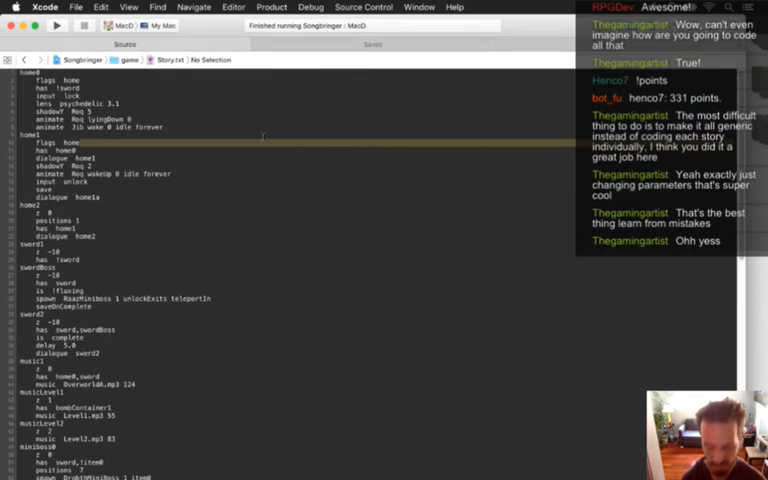 Xcode File Edit View Find Navigate Editor Product Debug Source Control Window Help
MacD My Mac
Finished running Songbringer : MacD
Source
Saves
Songbringer game Story.txt No Selection
home0
flags home
has !sword
input lock
lens psychedelic 3.1
shadowY Roq 5
animate Roq lyingDown 0
animate Jib wake 0 idle forever
home1
flags home
has home0
dialogue home1
shadowY Roq 2
animate Roq wakeUp 0 idle forever
input unlock
save
dialogue home1a
home2
z 0
positions 1
has home1
dialogue home2
sword1
z -10
has !sword
swordBoss
z -10
has sword
is !fluxing
spawn RaazMiniboss 1 unlockExits teleportIn
saveOnComplete
sword2
z -10
has sword,swordBoss
is complete
delay 5.0
dialogue sword2
music1
z 0
has home0,sword
music OverworldA.mp3 124
musicLevel1
z 1
has bombContainer1
music Level1.mp3 55
musicLevel2
z 2
music Level2.mp3 83
miniboss0
z 0
has sword,!item0
positions 7
spawn DrobthMiniBoss 1 item0
RPGDev Awesome!
Thegamingartist Wow, can't even
imagine how are you going to code
all that
Thegamingartist True!
Henco7 !points
bot_fu henco7: 331 points.
Thegamingartist The most difficult
thing to do is to make it all generic
instead of coding each story
individually, I think you did it a
great job here
Thegamingartist Yeah exactly just
changing parameters that's super
cool
Thegamingartist That's the best
thing learn from mistakes
Thegamingartist Ohh yess